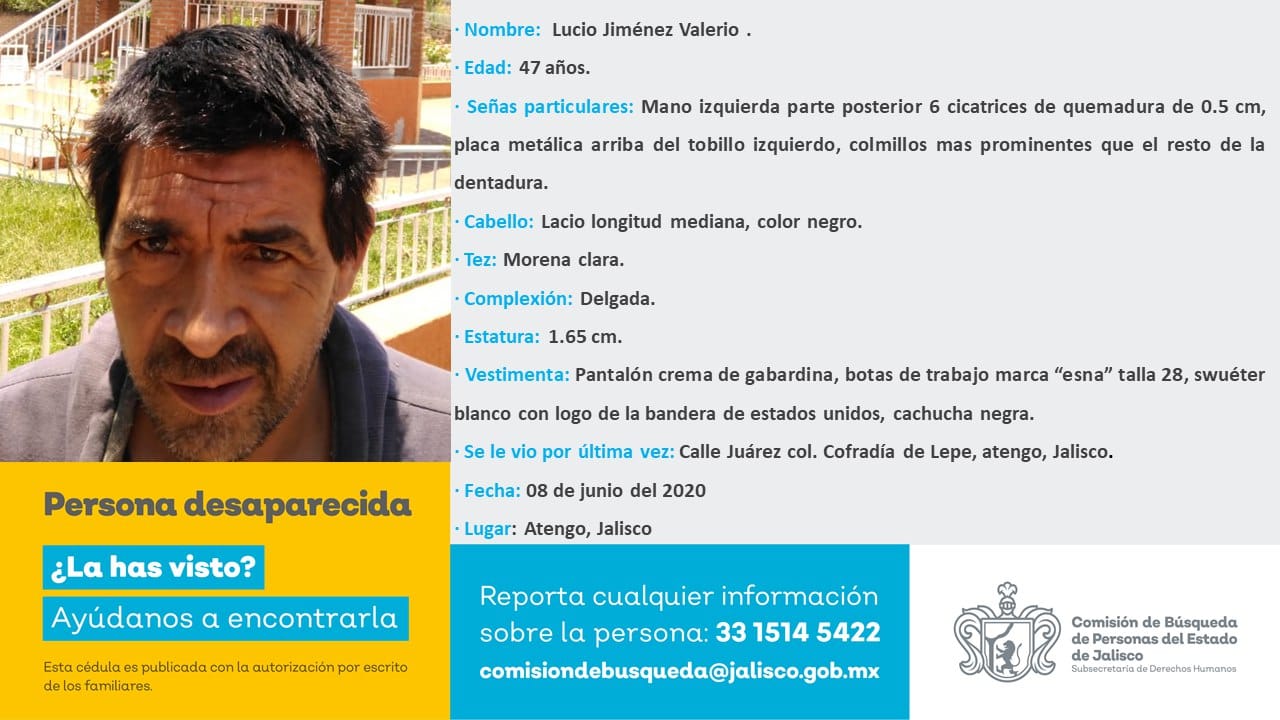 · Nombre: Lucio Jiménez Valerio .
· Edad: 47 años.
· Señas particulares: Mano izquierda parte posterior 6 cicatrices de quemadura de 0.5 cm,
placa metálica arriba del tobillo izquierdo, colmillos mas prominentes que el resto de la
dentadura.
· Cabello: Lacio longitud mediana, color negro.
· Tez: Morena clara.
· Complexión: Delgada.
· Estatura: 1.65 cm.
· Vestimenta: Pantalón crema de gabardina, botas de trabajo marca “esna” talla 28, swuéter
blanco con logo de la bandera de estados unidos, cachucha negra.
· Se le vio por última vez: Calle Juárez col. Cofradía de Lepe, atengo, Jalisco.
· Fecha: 08 de junio del 2020
· Lugar: Atengo, Jalisco
Persona desaparecida
¿La has visto?
Ayúdanos a encontrarla
Esta cédula es publicada con la autorización por escrito
de los familiares.
Reporta cualquier información
sobre la persona: 33 1514 5422
comisiondebusqueda@jalisco.gob.mx
Comisión de Búsqueda
de Personas del Estado
de Jalisco
Subsecretaría de Derechos Humanos